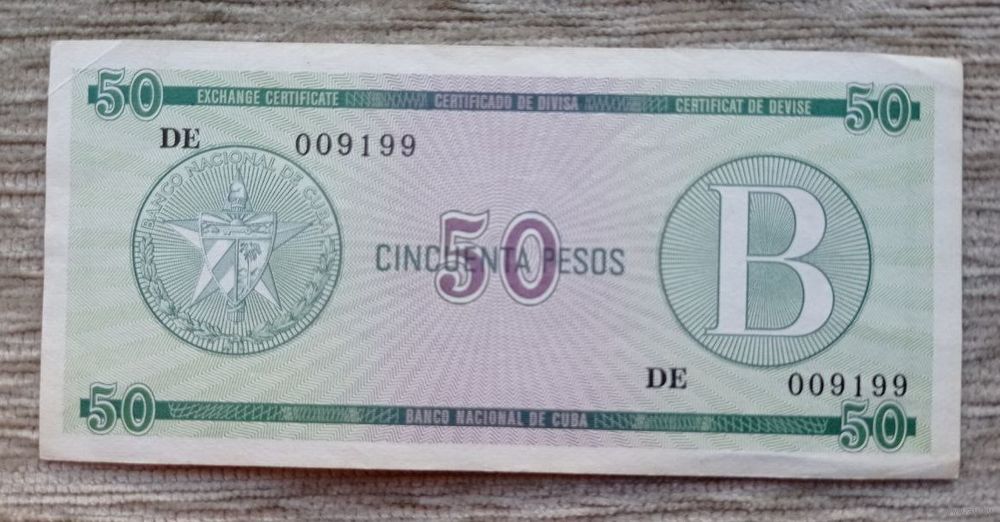 50 EXCHANGE CERTIFICATE CERTIFICADO DE DIVISA CERTIFICAT DE DEVISE 50
DE 009199
BANCO NACIONAL DE CUBA
50
CINCUENTA PESOS
B
DE 009199
50 BANCO NACIONAL DE CUBA 50